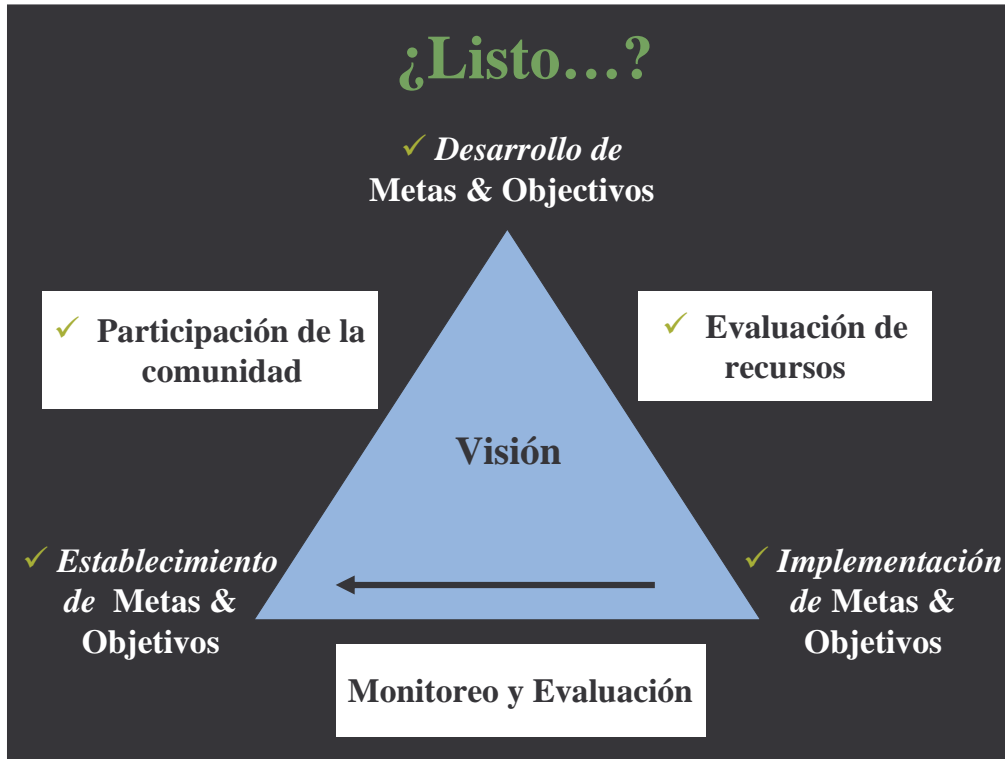 ¿Listo…?
✓ Desarrollo de
Metas & Objectivos
✓ Participación de la
comunidad
✓ Evaluación de
recursos
Visión
✓ Establecimiento
de Metas &
Objetivos
✓ Implementación
de Metas &
Objetivos
Monitoreo y Evaluación